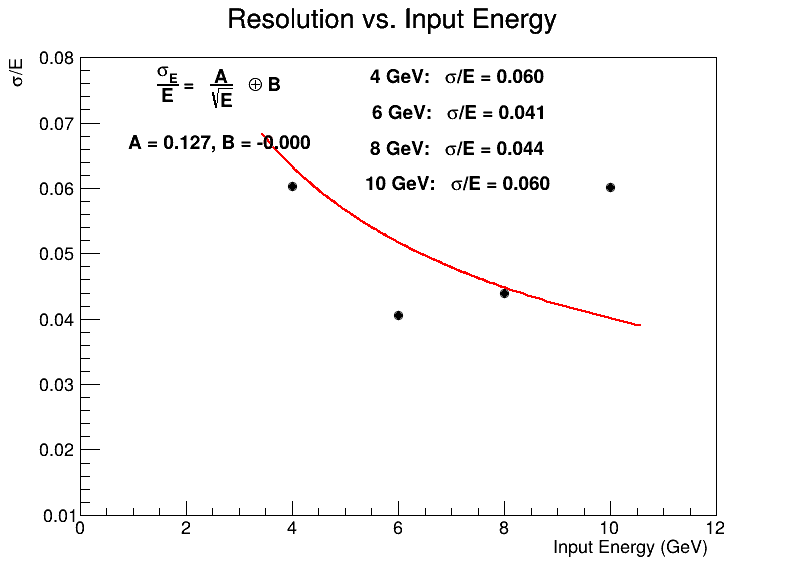 Resolution vs. Input Energy
σ/E
σ_E/E = A/√E ⊕ B
A = 0.127, B = -0.000
4 GeV: σ/E = 0.060
6 GeV: σ/E = 0.041
8 GeV: σ/E = 0.044
10 GeV: σ/E = 0.060
0.08
0.07
0.06
0.05
0.04
0.03
0.02
0.01
0 2 4 6 8 10 12
Input Energy (GeV)